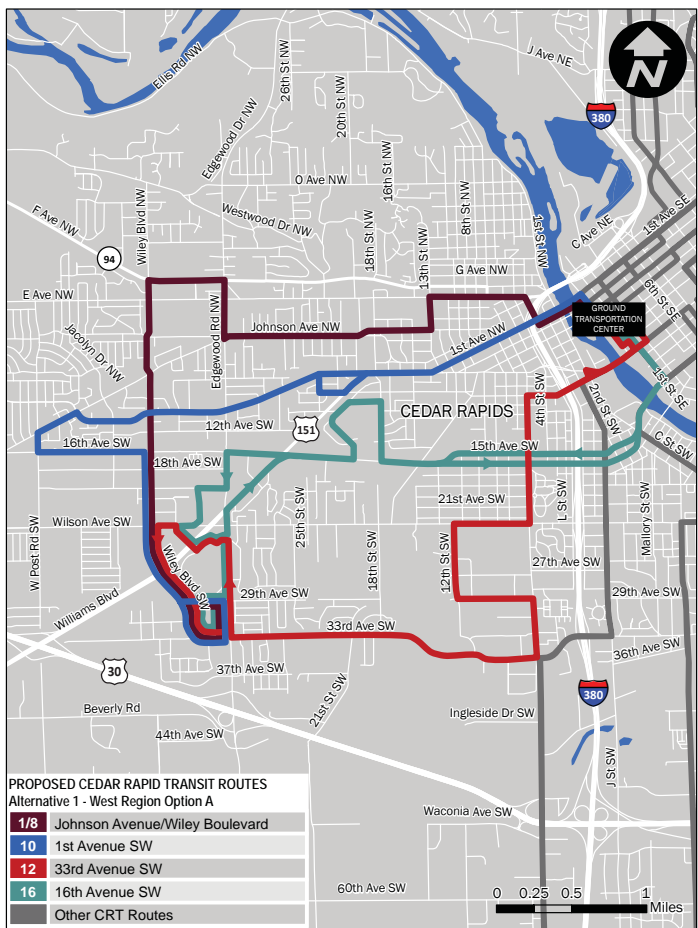 J Ave NE
N
Ellis Rd NW
26th St NW
20th St NW
380
Edgewood Dr NW
16th St NW
O Ave NW
8th St NW
1st St NW
Westwood Dr NW
1st Ave SE
F Ave NW
Wiley Blvd NW
18th St NW
13th St NW
C Ave NE
94
G Ave NW
6th St SE
E Ave NW
GROUND
TRANSPORTATION
CENTER
Edgewood Rd NW
Johnson Ave NW
1st Ave NW
Jacolyn Dr NW
1st St SE
4th St SW
2nd St SW
CEDAR RAPIDS
12th Ave SW
151
C St SW
16th Ave SW
15th Ave SW
18th Ave SW
21st Ave SW
Wilson Ave SW
25th St SW
L St SW
Mallory St SW
W Post Rd SW
Wiley Blvd SW
18th St SW
12th St SW
27th Ave SW
29th Ave SW
29th Ave SW
Williams Blvd
33rd Ave SW
36th Ave SW
30
37th Ave SW
380
21st St SW
Beverly Rd
Ingleside Dr SW
44th Ave SW
J St SW
PROPOSED CEDAR RAPID TRANSIT ROUTES
Alternative 1 - West Region Option A
1/8 Johnson Avenue/Wiley Boulevard
10 1st Avenue SW
12 33rd Avenue SW
16 16th Avenue SW
Other CRT Routes
Waconia Ave SW
60th Ave SW
0 0.25 0.5 1
Miles